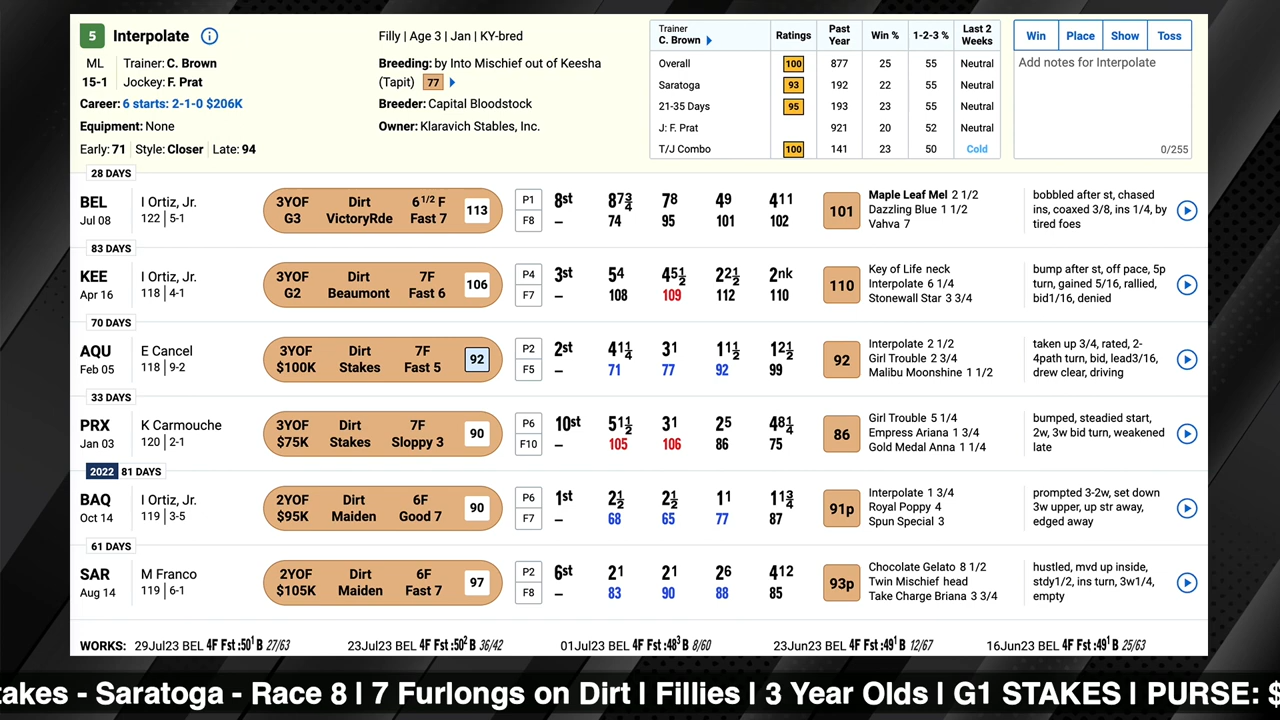 5 Interpolate
ML
15-1
Trainer: C. Brown
Jockey: F. Prat
Career: 6 starts: 2-1-0 $206K
Equipment: None
Early: 71 Style: Closer Late: 94
Filly | Age 3 | Jan | KY-bred
Breeding: by Into Mischief out of Keesha
(Tapit) 77
Breeder: Capital Bloodstock
Owner: Klaravich Stables, Inc.
Trainer
C. Brown
Ratings Past Year Win % 1-2-3 % Last 2 Weeks
Overall 100 877 25 55 Neutral
Saratoga 93 192 22 55 Neutral
21-35 Days 95 193 23 55 Neutral
J: F. Prat 921 20 52 Neutral
T/J Combo 100 141 23 50 Cold
Win Place Show Toss
Add notes for Interpolate
0/255
28 DAYS
BEL I Ortiz, Jr. 3YOF Dirt 6 1/2 F 113 P1 8st 8 7 3/4 7 8 4 9 4 11 101 Maple Leaf Mel 2 1/2 bobbled after st, chased
Jul 08 122 | 5-1 G3 VictoryRde Fast 7 F8 – 74 95 101 102 Dazzling Blue 1 1/2 ins, coaxed 3/8, ins 1/4, by
Vahva 7 tired foes
83 DAYS
KEE I Ortiz, Jr. 3YOF Dirt 7F 106 P4 3st 5 4 4 5 1/2 2 2 1/2 2 nk 110 Key of Life neck bump after st, off pace, 5p
Apr 16 118 | 4-1 G2 Beaumont Fast 6 F7 – 108 109 112 110 Interpolate 6 1/4 turn, gained 5/16, rallied,
Stonewall Star 3 3/4 bid1/16, denied
70 DAYS
AQU E Cancel 3YOF Dirt 7F 92 P2 2st 4 1 1/4 3 1 1 1 1/2 1 2 1/2 92 Interpolate 2 1/2 taken up 3/4, rated, 2-
Feb 05 118 | 9-2 $100K Stakes Fast 5 F5 – 71 77 92 99 Girl Trouble 2 3/4 4path turn, bid, lead3/16,
Malibu Moonshine 1 1/2 drew clear, driving
33 DAYS
PRX K Carmouche 3YOF Dirt 7F 90 P6 10st 5 1 1/2 3 1 2 5 4 8 1/4 86 Girl Trouble 5 1/4 bumped, steadied start,
Jan 03 120 | 2-1 $75K Stakes Sloppy 3 F10 – 105 106 86 75 Empress Ariana 1 3/4 2w, 3w bid turn, weakened
Gold Medal Anna 1 1/4 late
2022 81 DAYS
BAQ I Ortiz, Jr. 2YOF Dirt 6F 90 P6 1st 2 1/2 2 1/2 1 1 1 1 3/4 91p Interpolate 1 3/4 prompted 3-2w, set down
Oct 14 119 | 3-5 $95K Maiden Good 7 F7 – 68 65 77 87 Royal Poppy 4 3w upper, up str away,
Spun Special 3 edged away
61 DAYS
SAR M Franco 2YOF Dirt 6F 97 P2 6st 2 1 2 1 2 6 4 12 93p Chocolate Gelato 8 1/2 hustled, mvd up inside,
Aug 14 119 | 6-1 $105K Maiden Fast 7 F8 – 83 90 88 85 Twin Mischief head stdy1/2, ins turn, 3w1/4,
Take Charge Briana 3 3/4 empty
WORKS: 29Jul23 BEL 4F Fst :50¹ B 27/63 23Jul23 BEL 4F Fst :50² B 36/42 01Jul23 BEL 4F Fst :48³ B 8/60 23Jun23 BEL 4F Fst :49¹ B 12/67 16Jun23 BEL 4F Fst :49¹ B 25/63
takes - Saratoga - Race 8 | 7 Furlongs on Dirt | Fillies | 3 Year Olds | G1 STAKES | PURSE: $